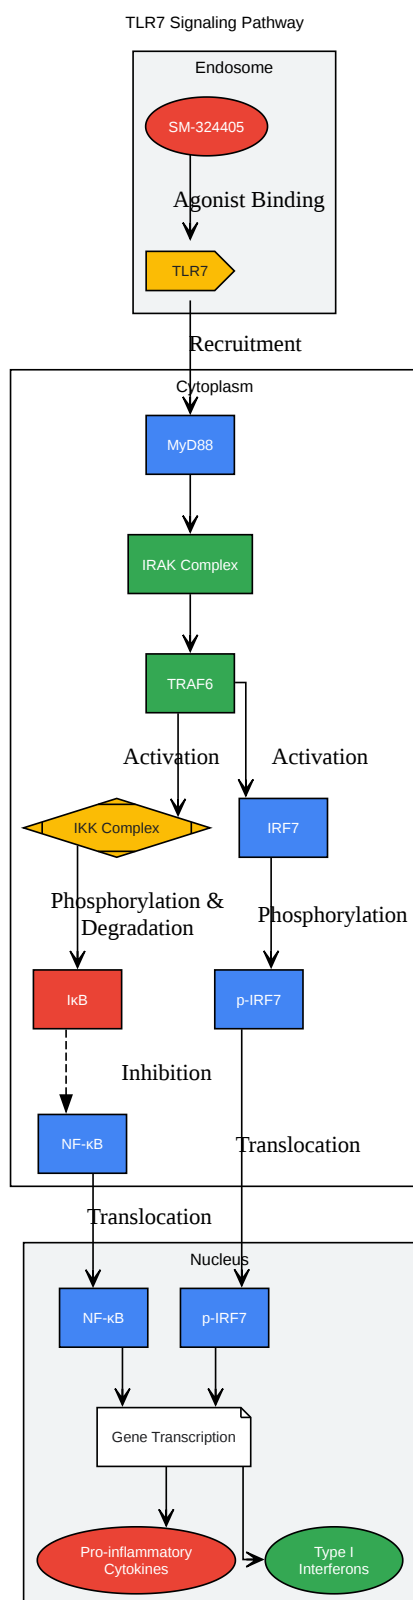 TLR7 Signaling Pathway
Endosome
SM-324405
Agonist Binding
TLR7
Recruitment
Cytoplasm
MyD88
IRAK Complex
TRAF6
Activation
Activation
IKK Complex
IRF7
Phosphorylation &
Degradation
Phosphorylation
IκB
p-IRF7
Inhibition
NF-κB
Translocation
Translocation
Nucleus
NF-κB
p-IRF7
Gene Transcription
Pro-inflammatory
Cytokines
Type I
Interferons